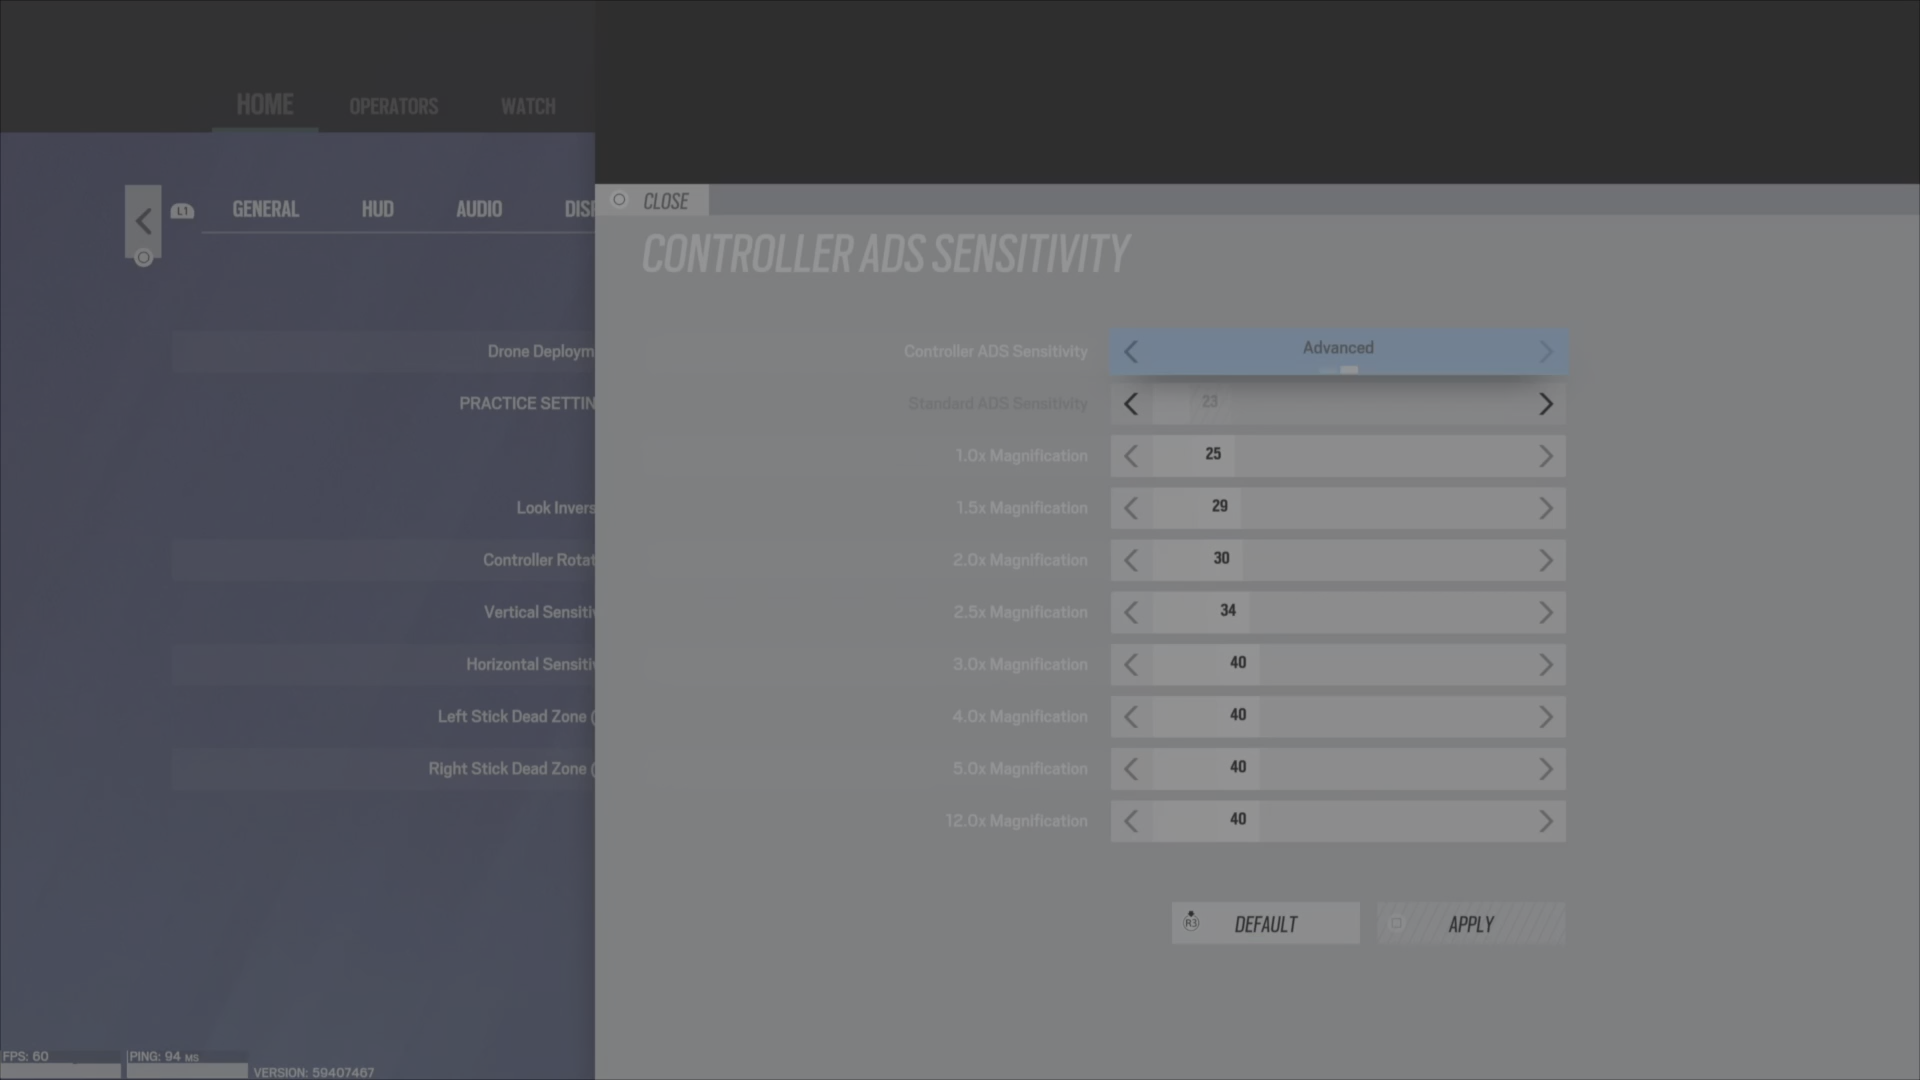 HOME OPERATORS WATCH
CLOSE
L1 GENERAL HUD AUDIO
CONTROLLER ADS SENSITIVITY
Controller ADS Sensitivity Advanced
Standard ADS Sensitivity 23
1.0x Magnification 25
1.5x Magnification 29
2.0x Magnification 30
2.5x Magnification 34
3.0x Magnification 40
4.0x Magnification 40
5.0x Magnification 40
12.0x Magnification 40
Drone Deploym
PRACTICE SETTIN
Look Invers
Controller Rotat
Vertical Sensitiv
Horizontal Sensitiv
Left Stick Dead Zone (
Right Stick Dead Zone (
R3 DEFAULT APPLY
FPS: 60 PING: 94 MS
VERSION: 59407467